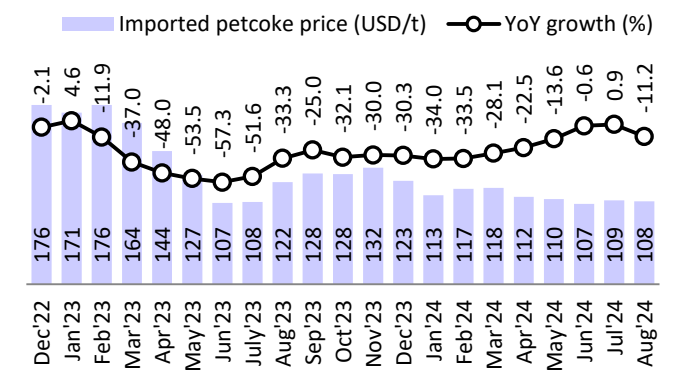 Imported petcoke price (USD/t) YoY growth (%)
-2.1 4.6 -11.9 -37.0 -48.0 -53.5 -57.3 -51.6 -33.3 -25.0 -32.1 -30.0 -30.3 -34.0 -33.5 -28.1 -22.5 -13.6 -0.6 0.9 -11.2
176 171 176 164 144 127 107 108 122 128 128 132 123 113 117 118 112 110 107 109 108
Dec'22 Jan'23 Feb'23 Mar'23 Apr'23 May'23 Jun'23 July'23 Aug'23 Sep'23 Oct'23 Nov'23 Dec'23 Jan'24 Feb'24 Mar'24 Apr'24 May'24 Jun'24 Jul'24 Aug'24